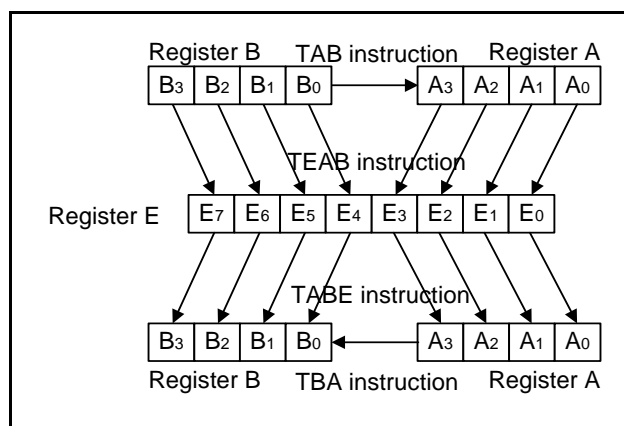 Register B TAB instruction Register A
B3 B2 B1 B0 A3 A2 A1 A0
TEAB instruction
Register E E7 E6 E5 E4 E3 E2 E1 E0
TABE instruction
B3 B2 B1 B0 A3 A2 A1 A0
Register B TBA instruction Register A